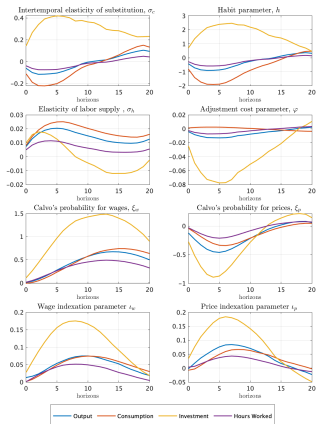 Intertemporal elasticity of substitution, σc
Habit parameter, h
0.4
0.2
0
-0.2
0 5 10 15 20
horizons
3
2
1
0
-1
-2
0 5 10 15 20
horizons
Elasticity of labor supply , σh
Adjustment cost parameter, φ
0.03
0.02
0.01
0
-0.01
-0.02
0 5 10 15 20
horizons
0.02
0
-0.02
-0.04
-0.06
-0.08
0 5 10 15 20
horizons
Calvo's probability for wages, ξw
Calvo's probability for prices, ξp
1.5
1
0.5
0
0 5 10 15 20
horizons
0
-1
0 5 10 15 20
horizons
Wage indexation parameter ιw
Price indexation parameter ιp
0.2
0.15
0.1
0.05
0
0 5 10 15 20
horizons
0.2
0.15
0.1
0.05
0
-0.05
0 5 10 15 20
horizons
Output Consumption Investment Hours Worked